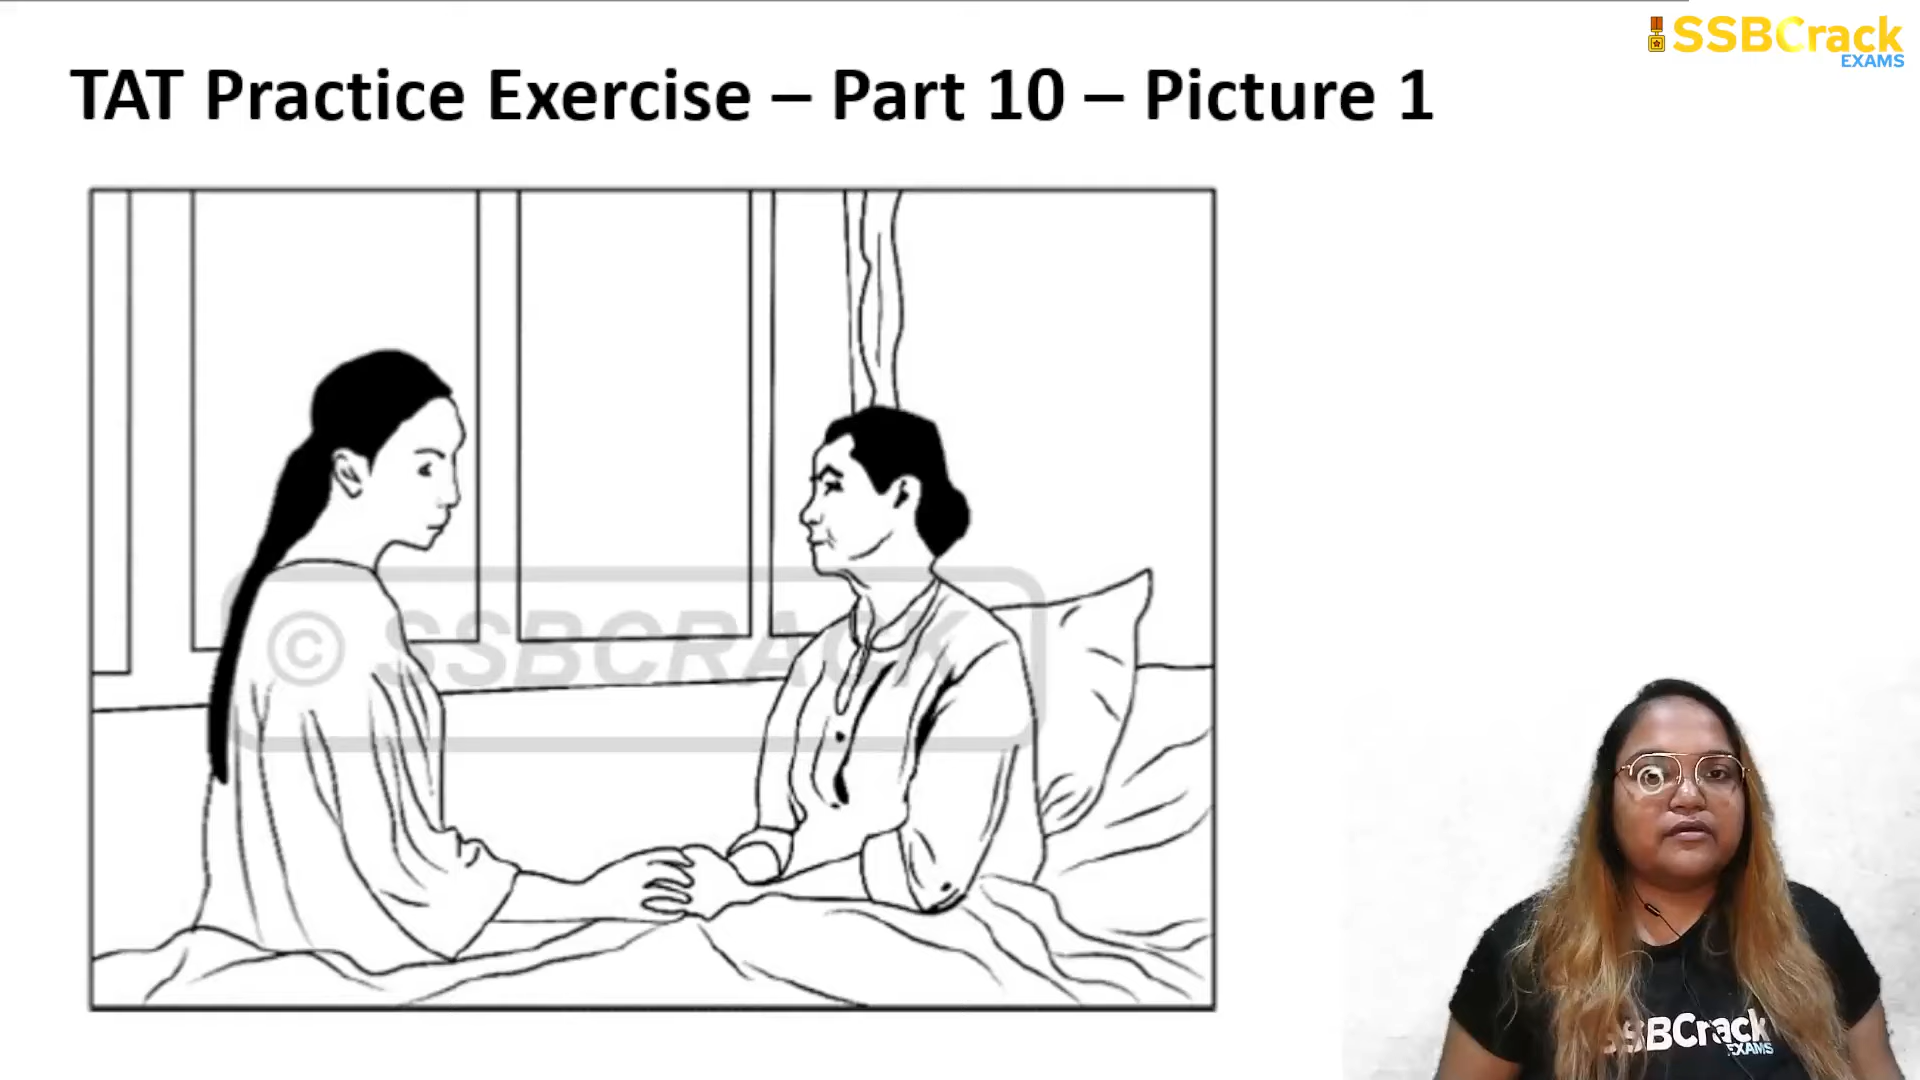 SSBCrack
EXAMS
TAT Practice Exercise – Part 10 – Picture 1
© SSBCRACK
SSBCrack
EXAMS